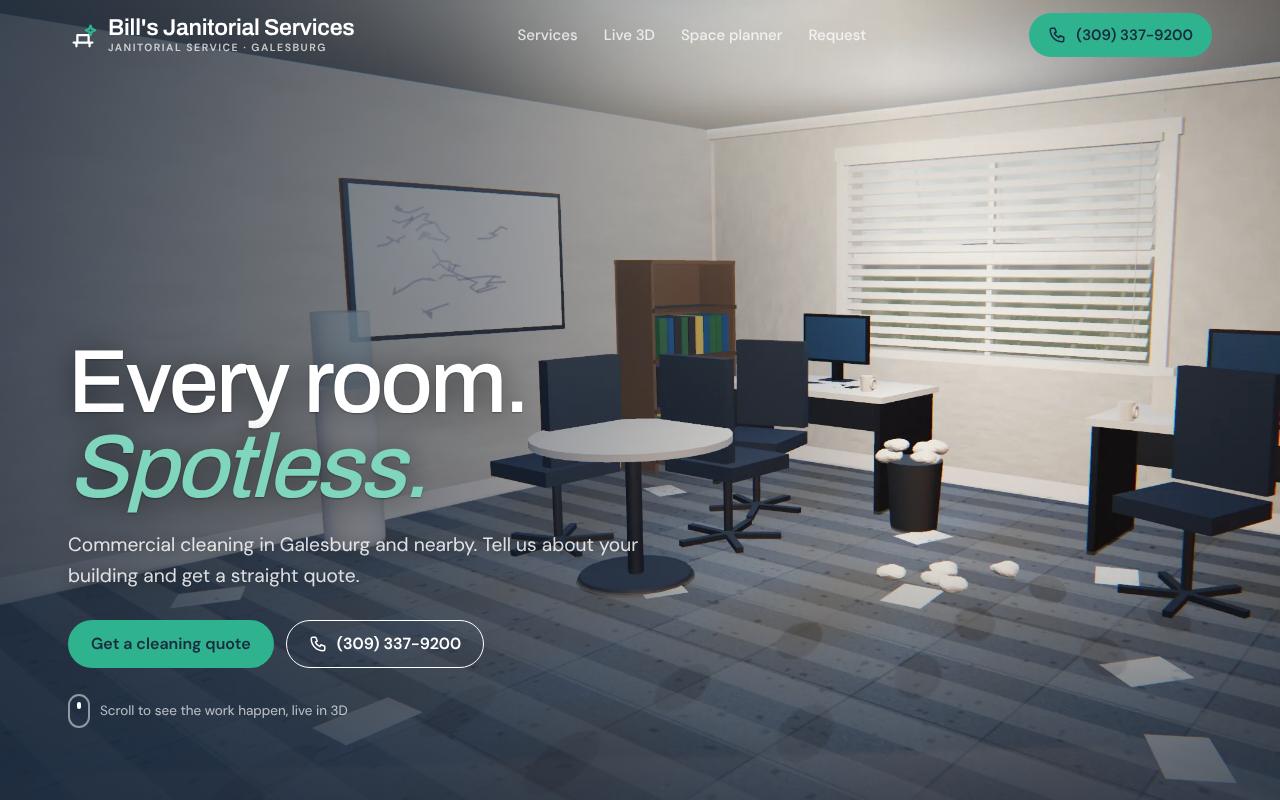 Bill's Janitorial Services
JANITORIAL SERVICE · GALESBURG
Services
Live 3D
Space planner
Request
(309) 337-9200
Every room.
Spotless.
Commercial cleaning in Galesburg and nearby. Tell us about your
building and get a straight quote.
Get a cleaning quote
(309) 337-9200
Scroll to see the work happen, live in 3D